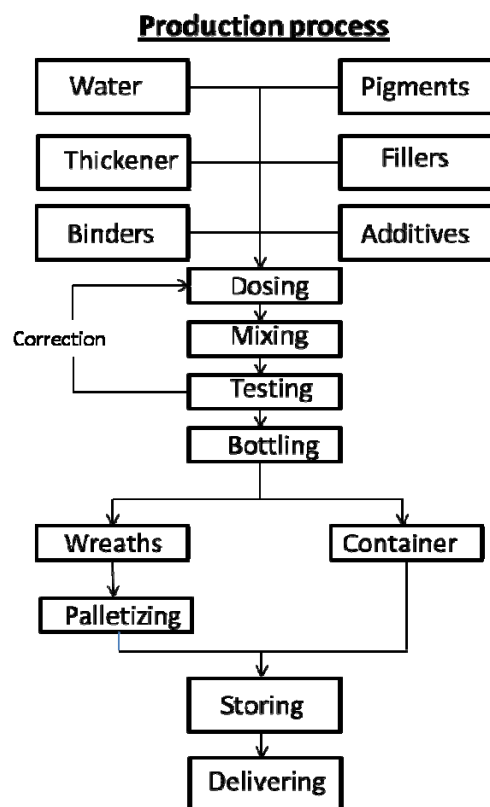 Production process
Water
Pigments
Thickener
Fillers
Binders
Additives
Dosing
Correction
Mixing
Testing
Bottling
Wreaths
Container
Palletizing
Storing
Delivering